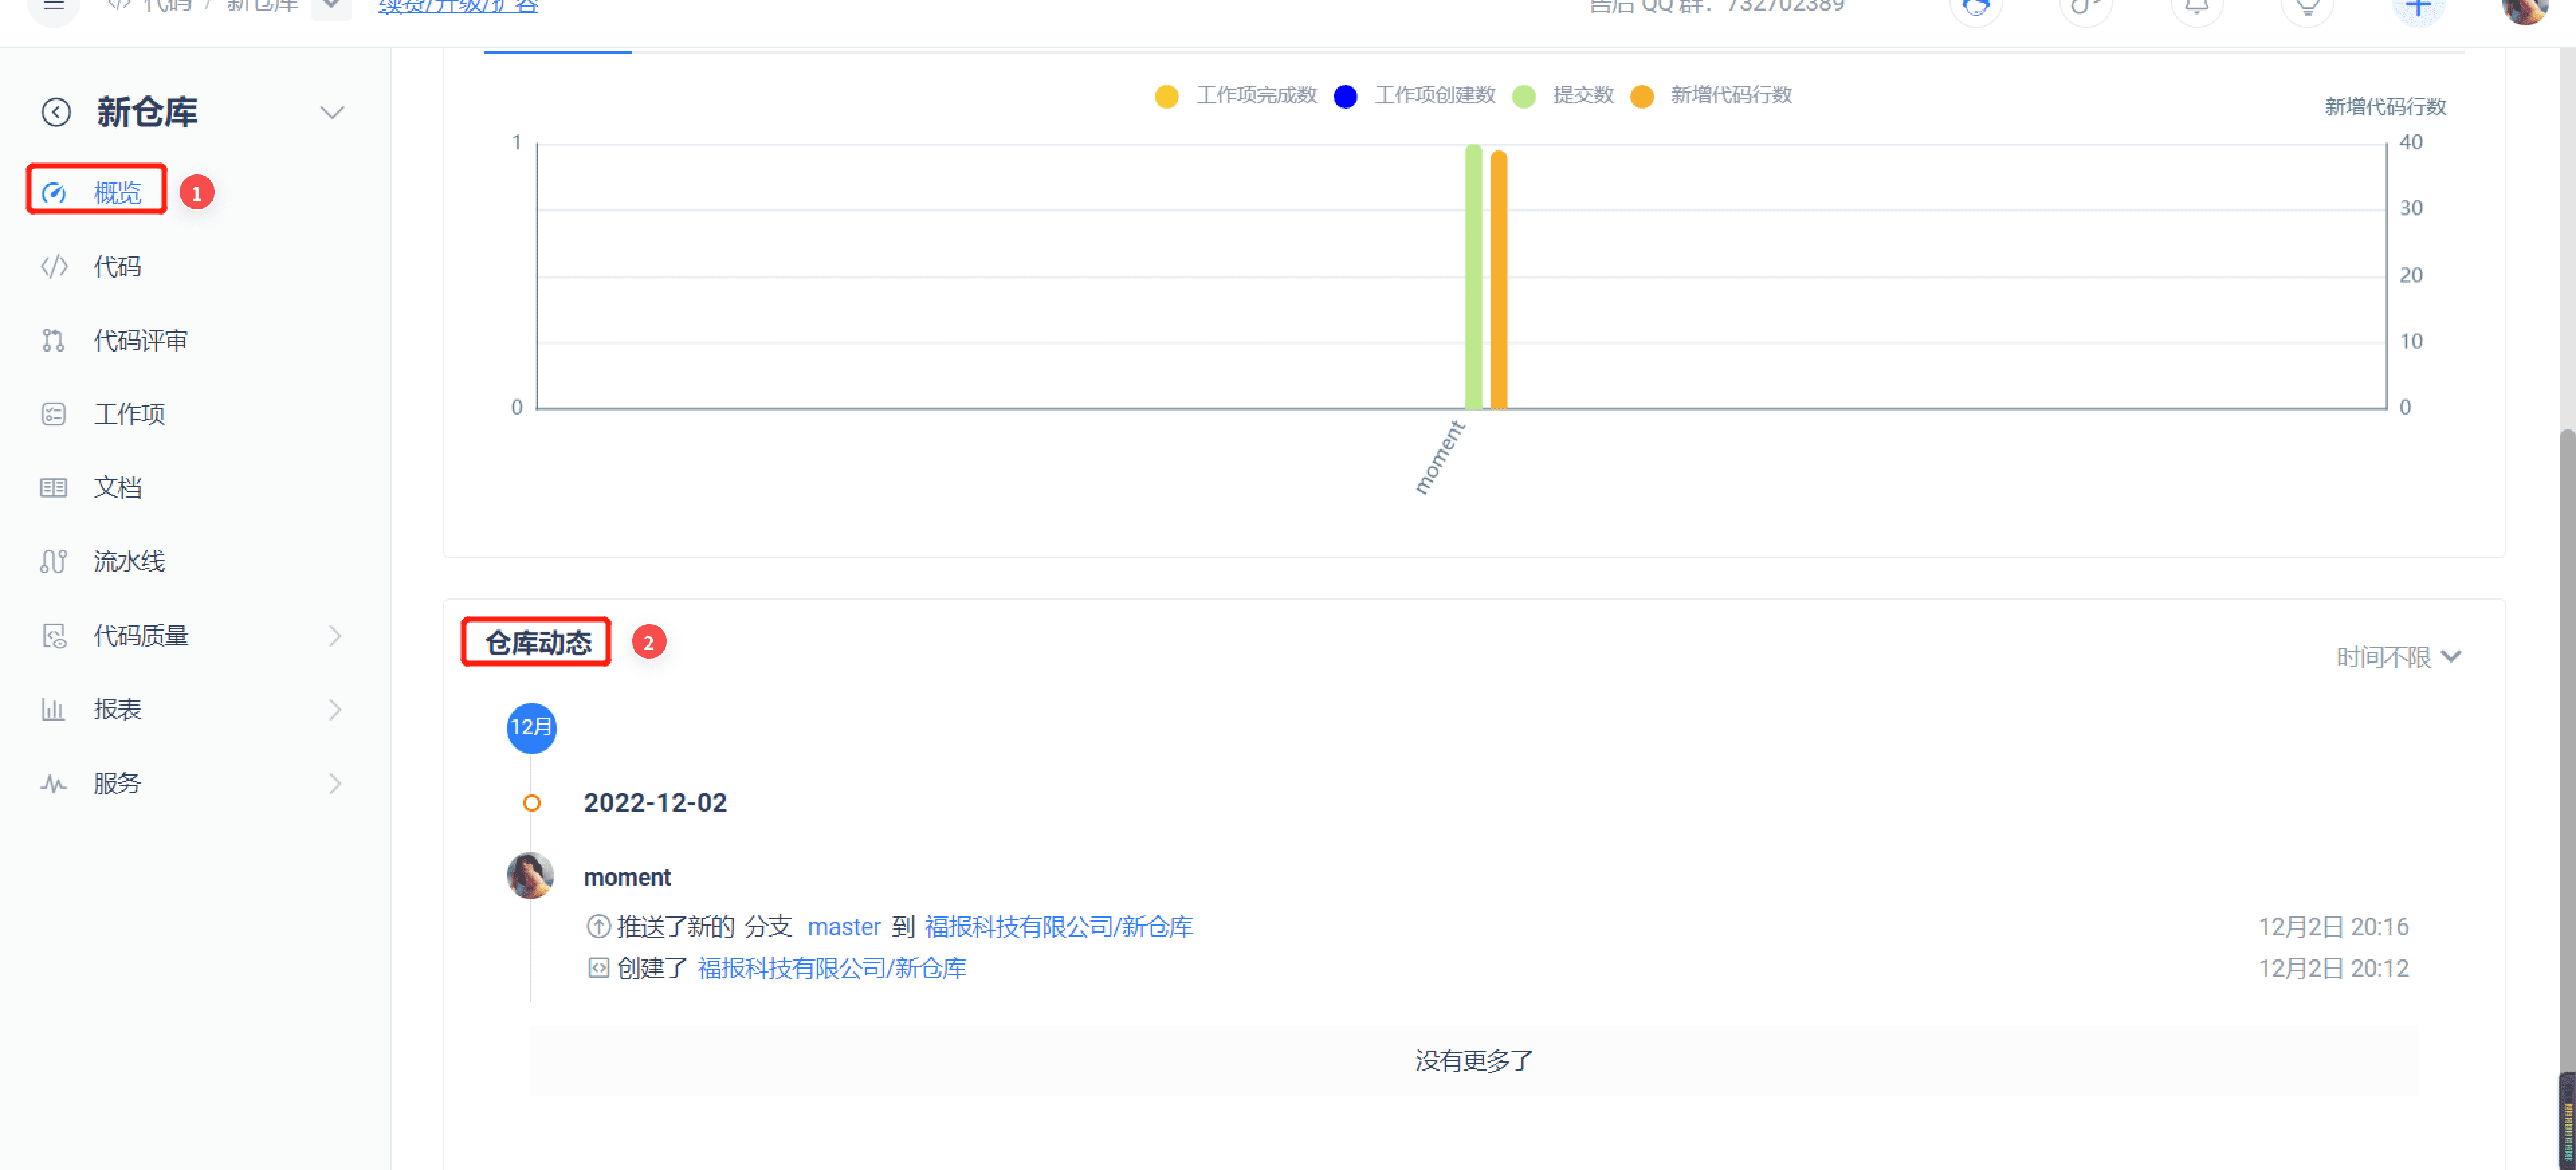 代码 / 新仓库 续费/升级/扩容 售后 QQ 群：732702389
新仓库
概览 1
代码
代码评审
工作项
文档
流水线
代码质量
报表
服务
工作项完成数 工作项创建数 提交数 新增代码行数
新增代码行数
1
0
40
30
20
10
0
moment
仓库动态 2
时间不限
12月
2022-12-02
moment
推送了新的 分支 master 到 福报科技有限公司/新仓库 12月2日 20:16
创建了 福报科技有限公司/新仓库 12月2日 20:12
没有更多了